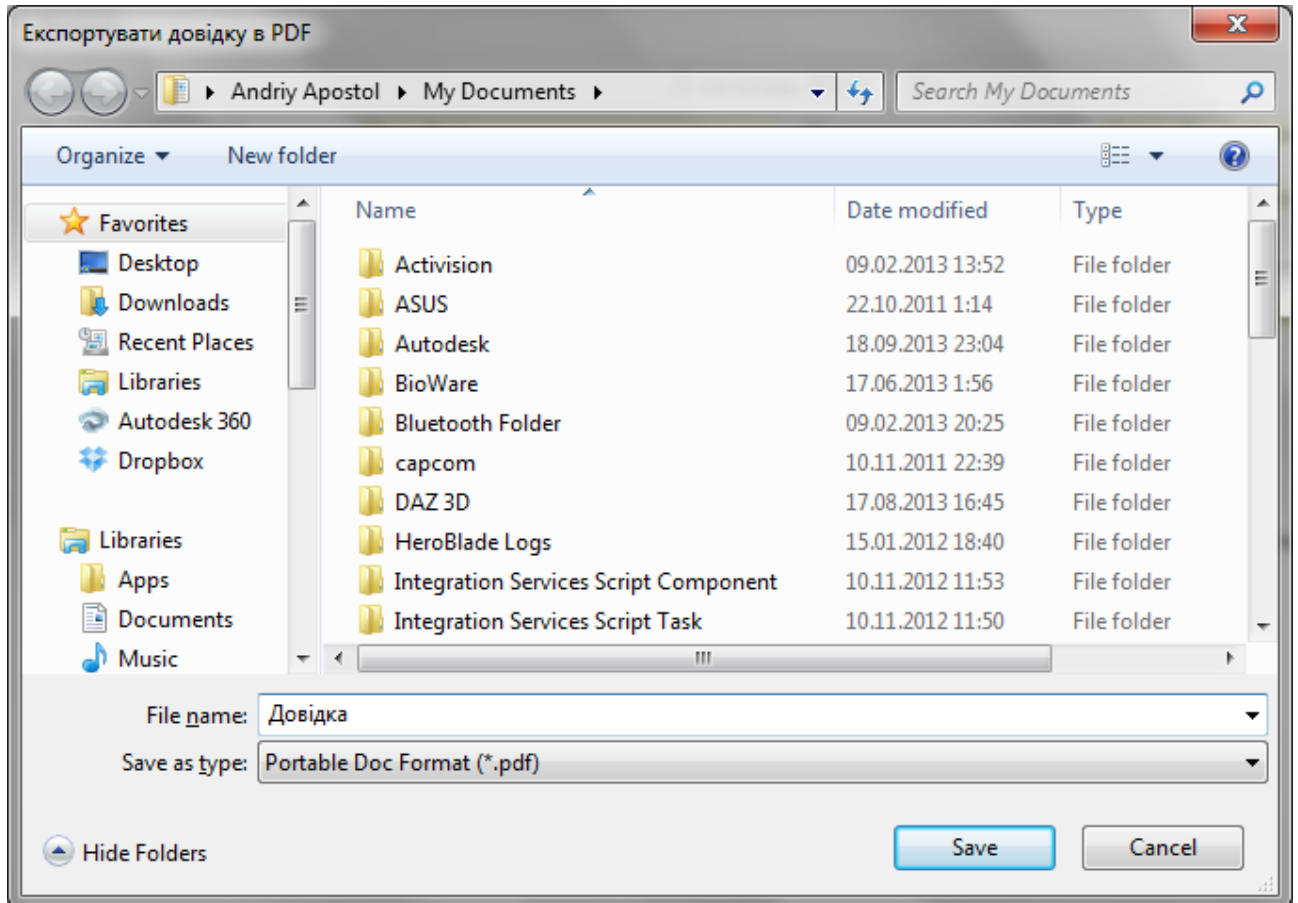 Експортувати довідку в PDF
Andriy Apostol My Documents
Search My Documents
Organize New folder
Favorites
Desktop
Downloads
Recent Places
Libraries
Autodesk 360
Dropbox
Libraries
Apps
Documents
Music
Name Date modified Type
Activision 09.02.2013 13:52 File folder
ASUS 22.10.2011 1:14 File folder
Autodesk 18.09.2013 23:04 File folder
BioWare 17.06.2013 1:56 File folder
Bluetooth Folder 09.02.2013 20:25 File folder
capcom 10.11.2011 22:39 File folder
DAZ 3D 17.08.2013 16:45 File folder
HeroBlade Logs 15.01.2012 18:40 File folder
Integration Services Script Component 10.11.2012 11:53 File folder
Integration Services Script Task 10.11.2012 11:50 File folder
File name: Довідка
Save as type: Portable Doc Format (*.pdf)
Hide Folders Save Cancel